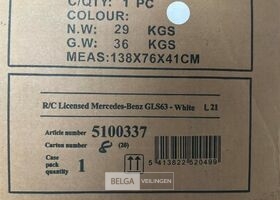 C/QTY: 1 PC
COLOUR:
N.W: 29 KGS
G.W: 36 KGS
MEAS: 138X76X41CM
R/C Licensed Mercedes-Benz GLS63 - White L 21
Article number 5100337
Carton number 8 (20)
Case pack quantity 1
5 413822 520499
BELGA VEILINGEN